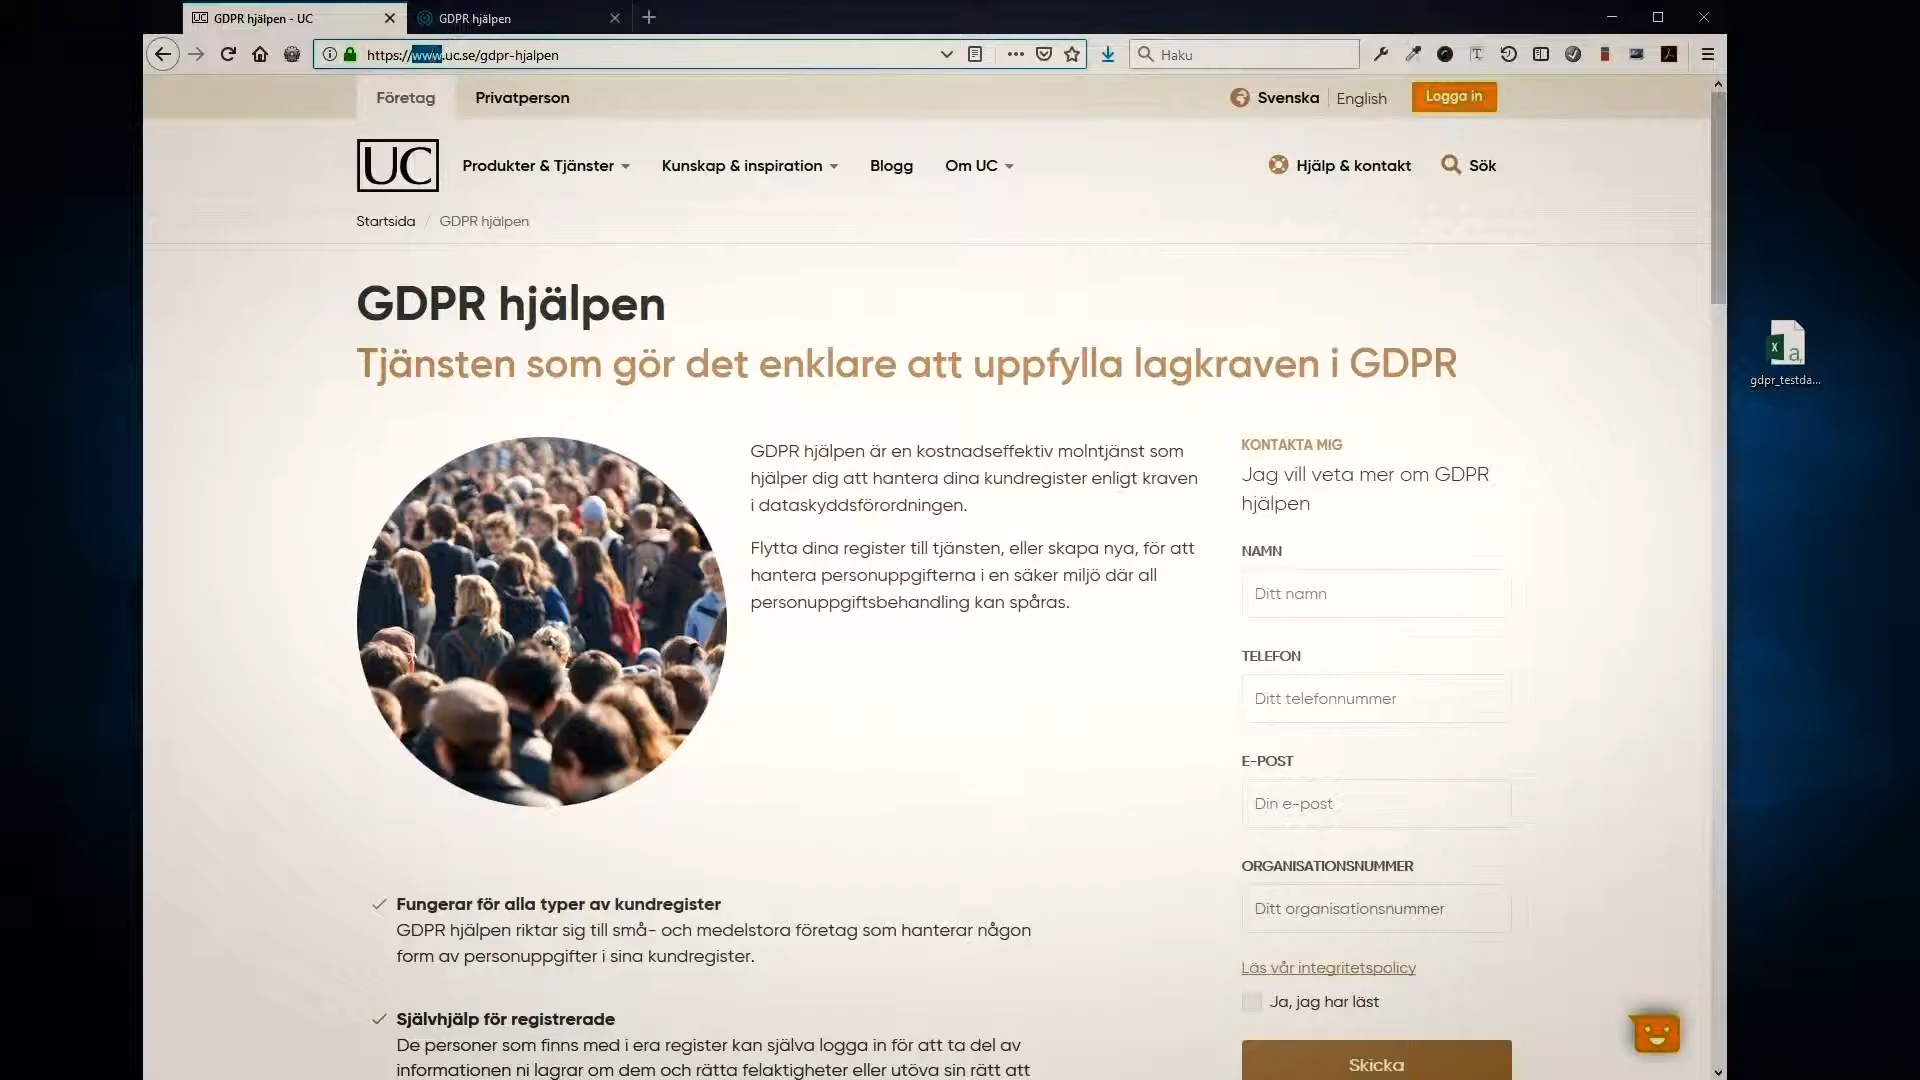 GDPR hjälpen - UC
GDPR hjälpen
https://www.uc.se/gdpr-hjalpen
Haku
Företag
Privatperson
Svenska
English
Logga in
UC
Produkter & Tjänster
Kunskap & inspiration
Blogg
Om UC
Hjälp & kontakt
Sök
Startsida / GDPR hjälpen
GDPR hjälpen
Tjänsten som gör det enklare att uppfylla lagkraven i GDPR
GDPR hjälpen är en kostnadseffektiv molntjänst som
hjälper dig att hantera dina kundregister enligt kraven
i dataskyddsförordningen.
Flytta dina register till tjänsten, eller skapa nya, för att
hantera personuppgifterna i en säker miljö där all
personuppgiftsbehandling kan spåras.
KONTAKTA MIG
Jag vill veta mer om GDPR
hjälpen
NAMN
Ditt namn
TELEFON
Ditt telefonnummer
E-POST
Din e-post
ORGANISATIONSNUMMER
Ditt organisationsnummer
Läs vår integritetspolicy
Ja, jag har läst
Skicka
Fungerar för alla typer av kundregister
GDPR hjälpen riktar sig till små- och medelstora företag som hanterar någon
form av personuppgifter i sina kundregister.
Självhjälp för registrerade
De personer som finns med i era register kan själva logga in för att ta del av
informationen ni lagrar om dem och rätta felaktigheter eller utöva sin rätt att
gdpr_testda...